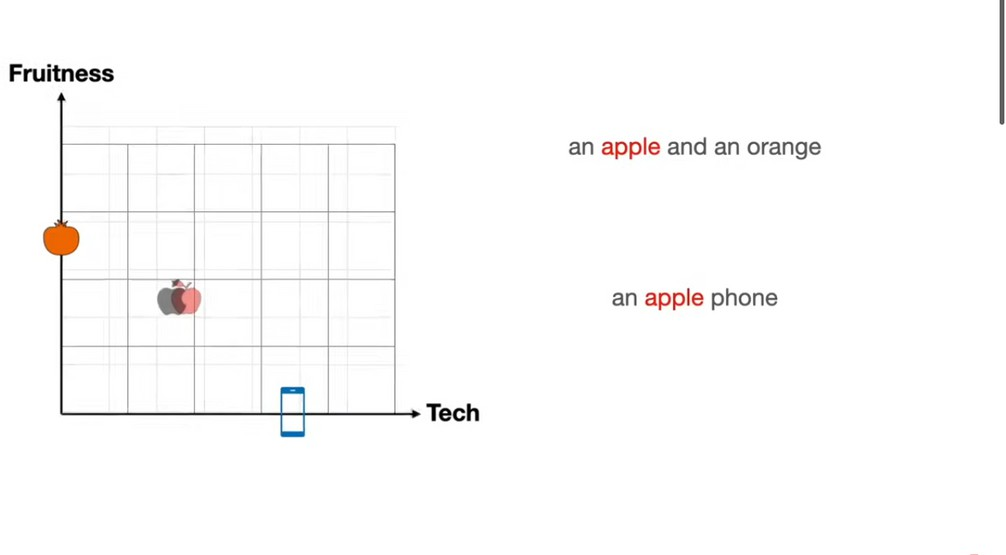 Fruitness
an apple and an orange
an apple phone
Tech